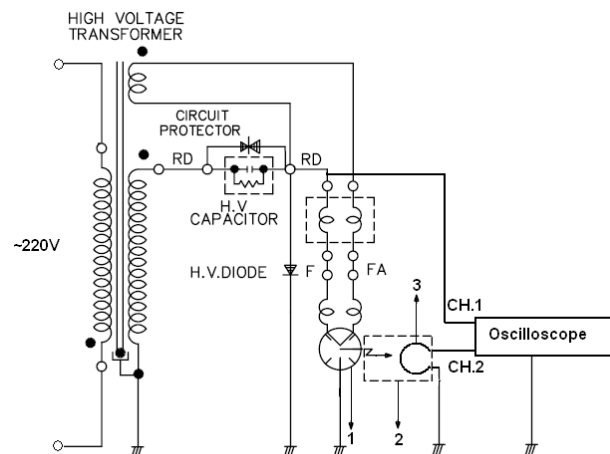 HIGH VOLTAGE
TRANSFORMER
CIRCUIT
PROTECTOR
RD
RD
H.V
CAPACITOR
~220V
H.V.DIODE
F
FA
3
CH.1
Oscilloscope
CH.2
1
2